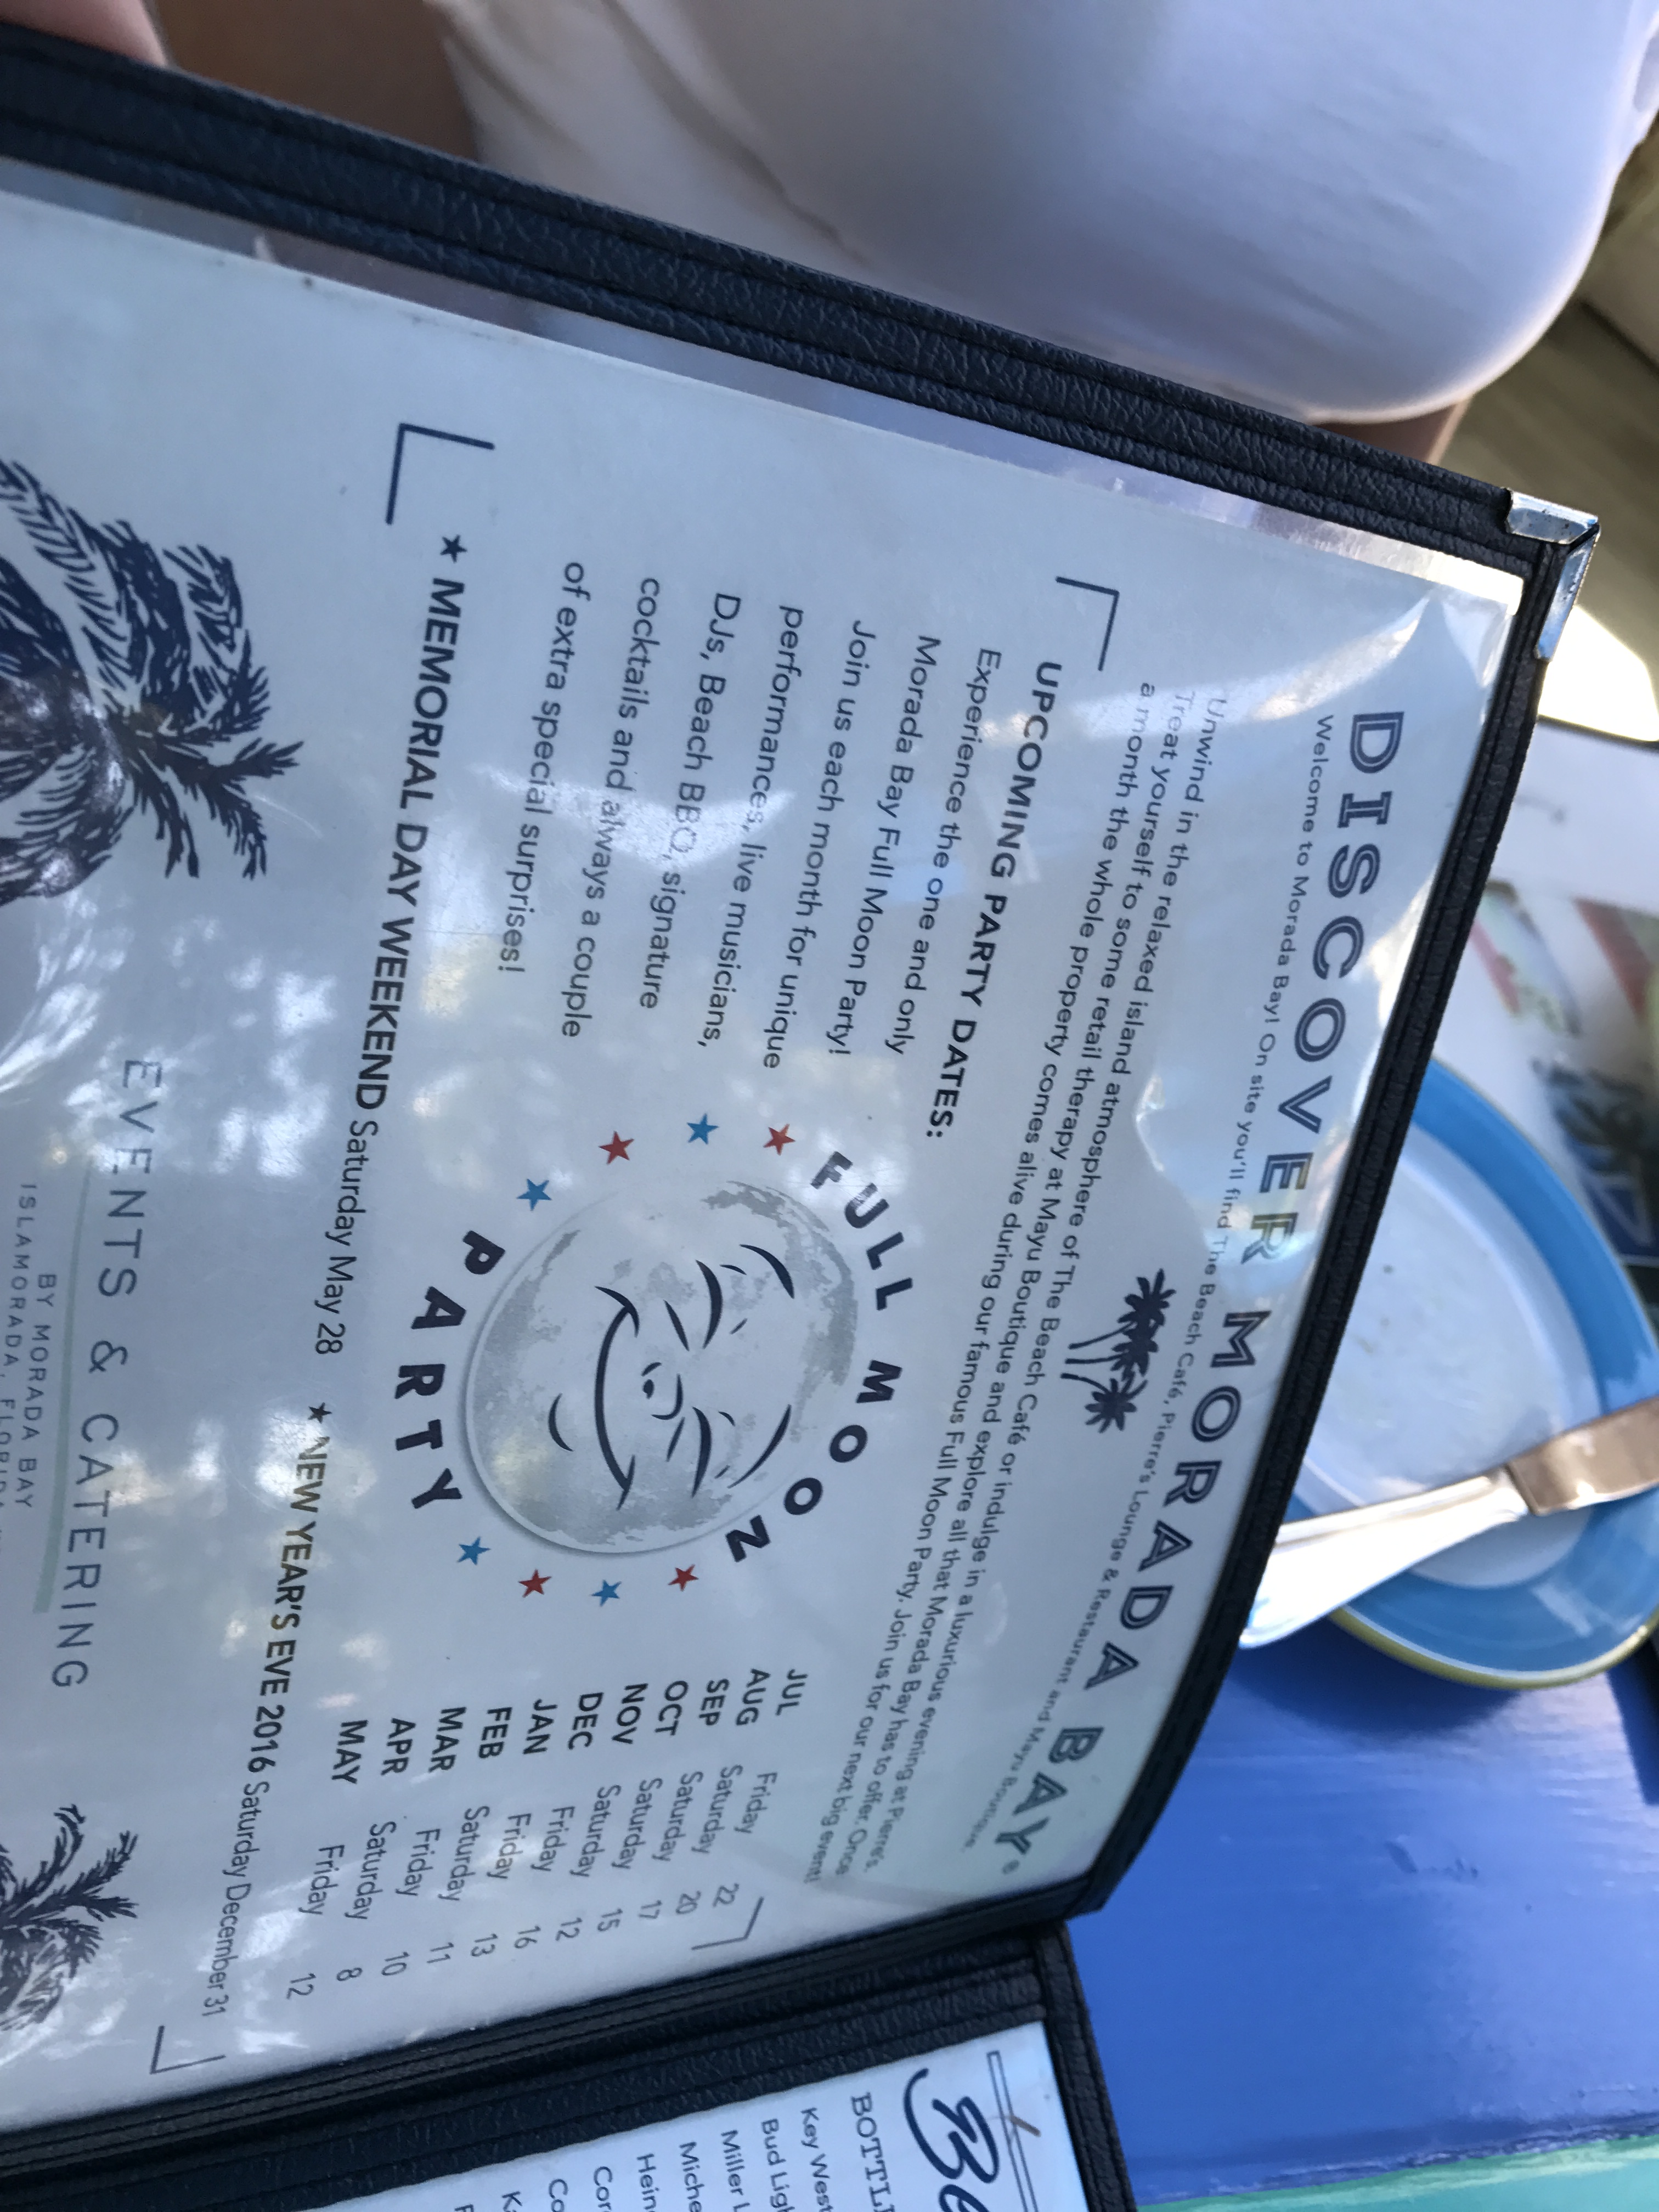 DISCOVER MORADA BAY®
Welcome to Morada Bay! On site you'll find The Beach Café, Pierre's Lounge & Restaurant and Mayu Boutique.
Unwind in the relaxed island atmosphere of The Beach Café or indulge in a luxurious evening at Pierre's.
Treat yourself to some retail therapy at Mayu Boutique and explore all that Morada Bay has to offer. Once
a month the whole property comes alive during our famous Full Moon Party. Join us for our next big event!
UPCOMING PARTY DATES:
Experience the one and only
Morada Bay Full Moon Party!
Join us each month for unique
performances, live musicians,
DJs, Beach BBQ, signature
cocktails and always a couple
of extra special surprises!
FULL MOON
PARTY
JUL Friday 22
AUG Saturday 20
SEP Saturday 17
OCT Saturday 15
NOV Saturday 12
DEC Friday 16
JAN Friday 13
FEB Saturday 11
MAR Friday 10
APR Saturday 8
MAY Friday 12
★ MEMORIAL DAY WEEKEND Saturday May 28 ★ NEW YEAR'S EVE 2016 Saturday December 31
EVENTS & CATERING
BY MORADA BAY
ISLAMORADA, FLORIDA
BOTTL
Key West
Bud Ligh
Miller L
Miche
Hein
Cor
Co
K